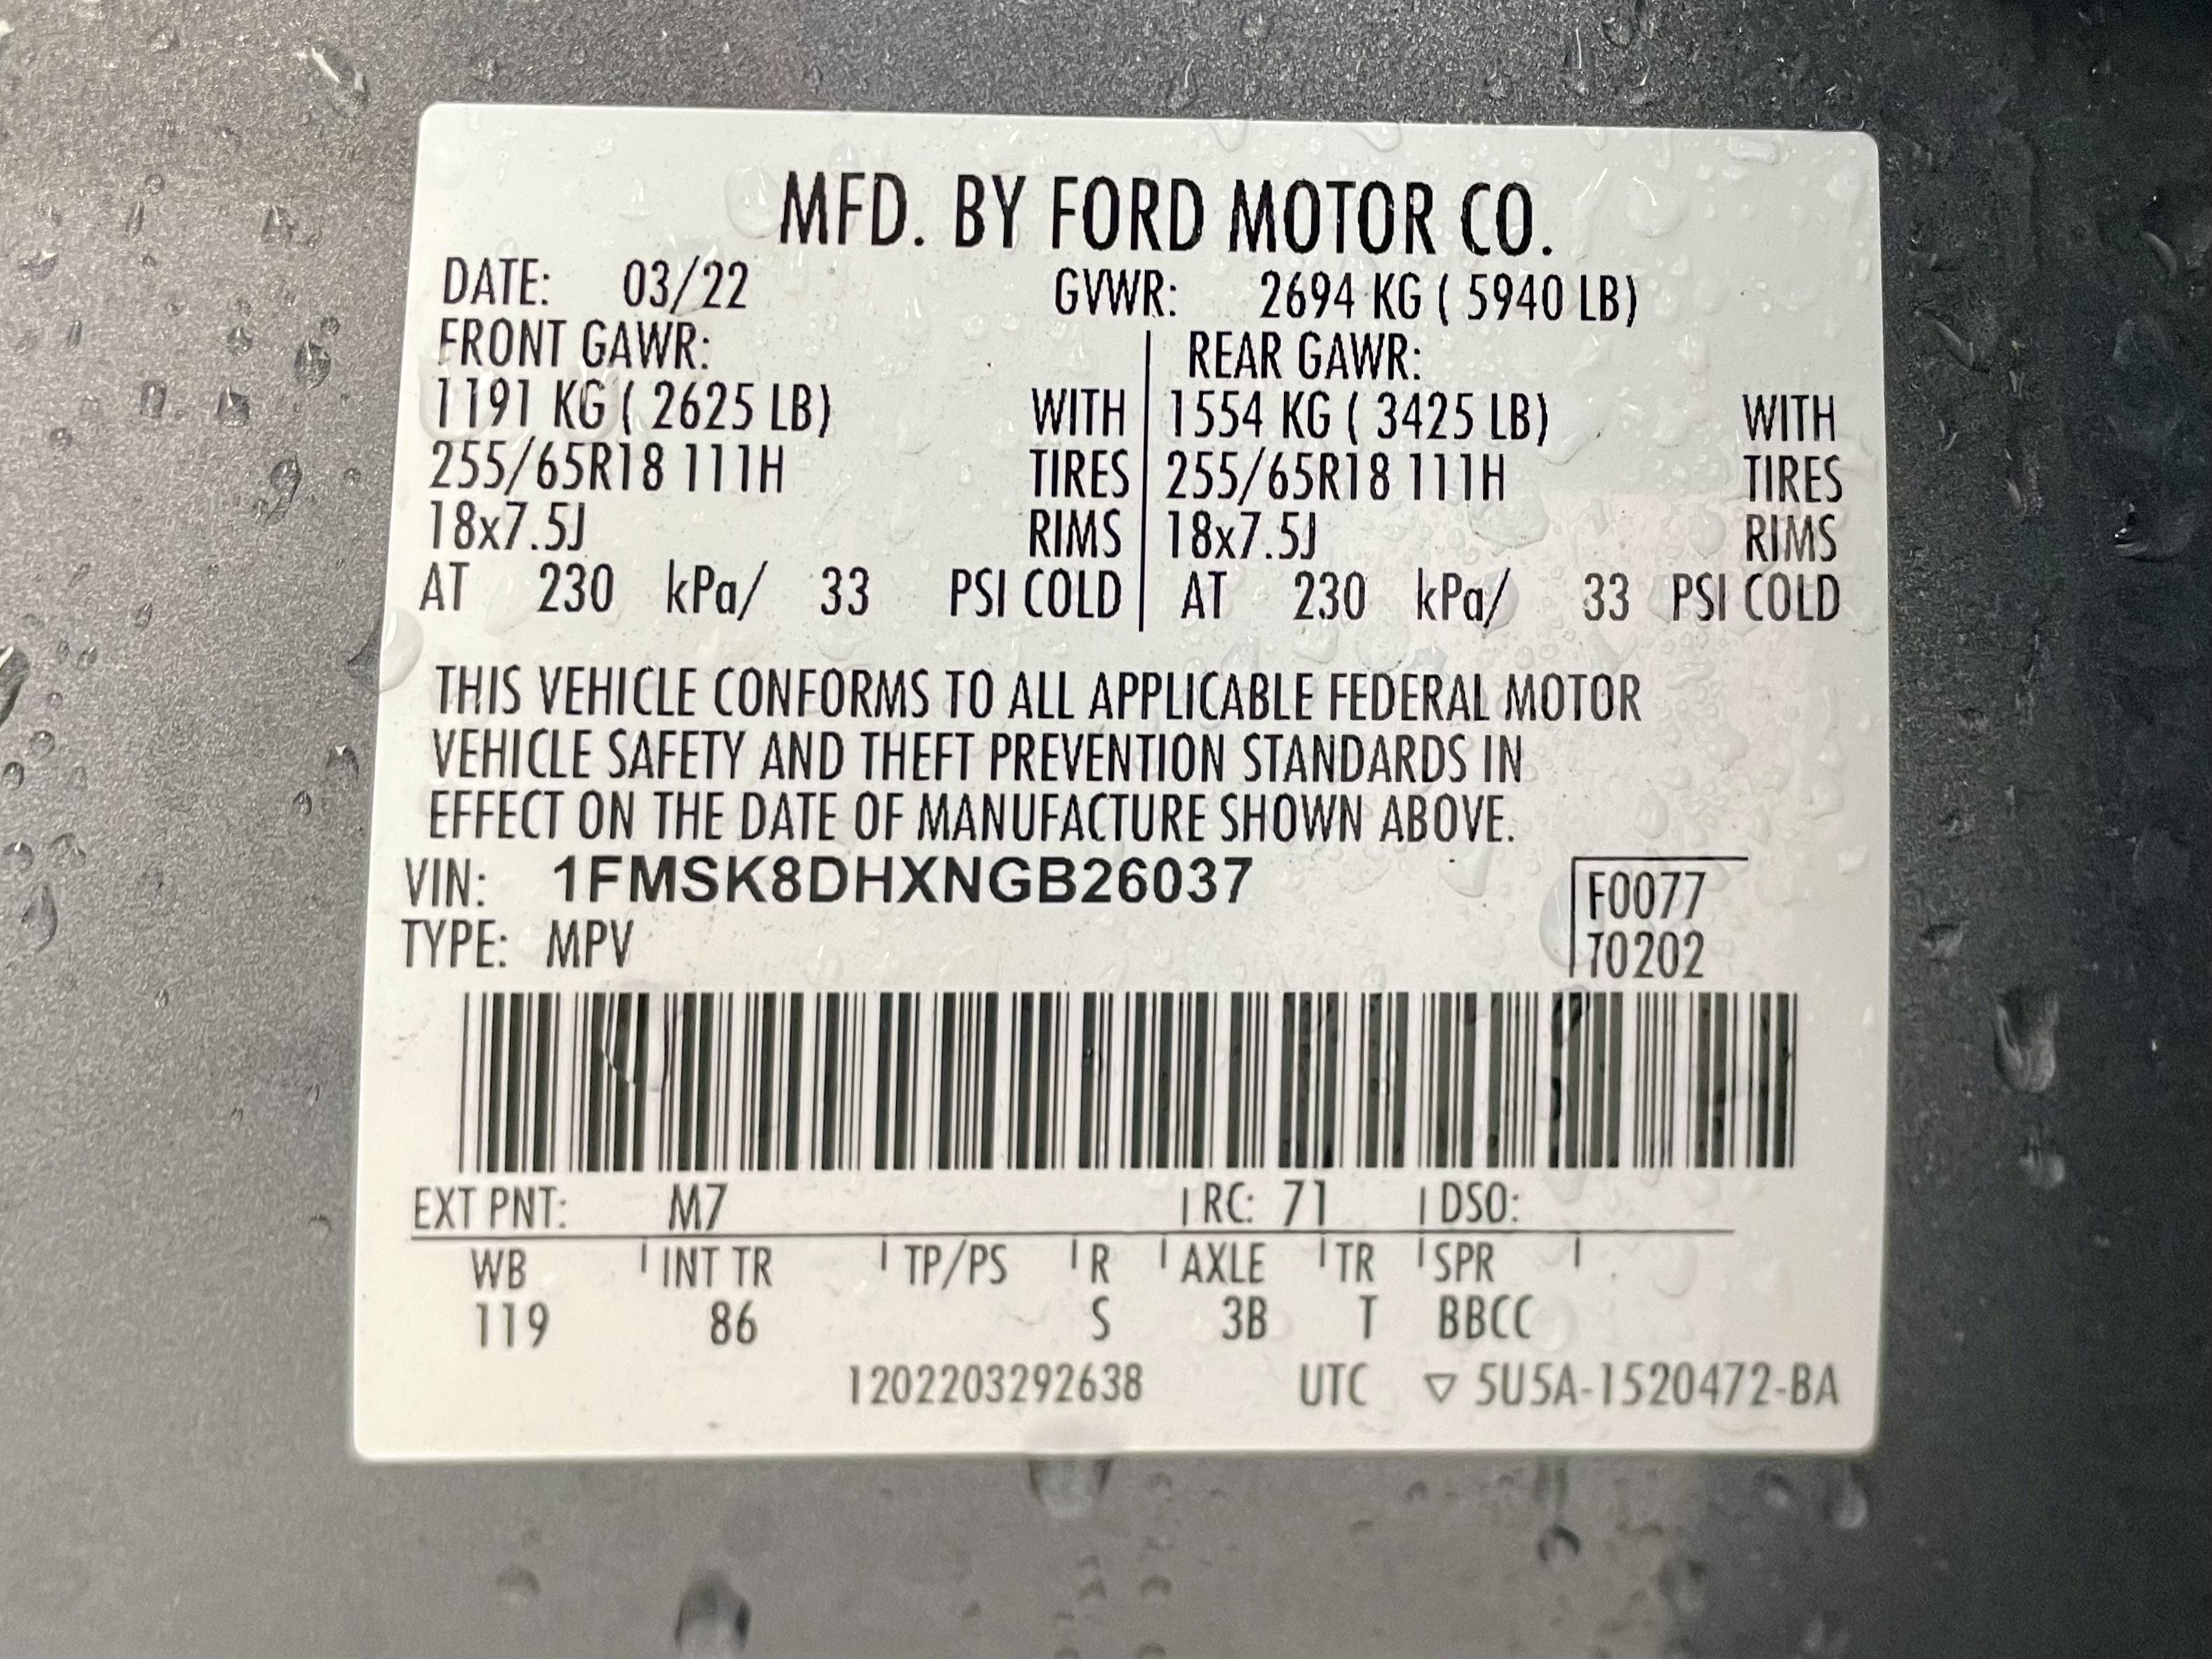 MFD. BY FORD MOTOR CO.
DATE: 03/22 GVWR: 2694 KG ( 5940 LB)
FRONT GAWR: REAR GAWR:
1191 KG ( 2625 LB) WITH 1554 KG ( 3425 LB) WITH
255/65R18 111H TIRES 255/65R18 111H TIRES
18x7.5J RIMS 18x7.5J RIMS
AT 230 kPa/ 33 PSI COLD AT 230 kPa/ 33 PSI COLD
THIS VEHICLE CONFORMS TO ALL APPLICABLE FEDERAL MOTOR
VEHICLE SAFETY AND THEFT PREVENTION STANDARDS IN
EFFECT ON THE DATE OF MANUFACTURE SHOWN ABOVE.
VIN: 1FMSK8DHXNGB26037 F0077
TYPE: MPV T0202
EXT PNT: M7 RC: 71 DSO:
WB INT TR TP/PS R AXLE TR SPR
119 86 S 3B T BBCC
1202203292638 UTC ▽ 5U5A-1520472-BA